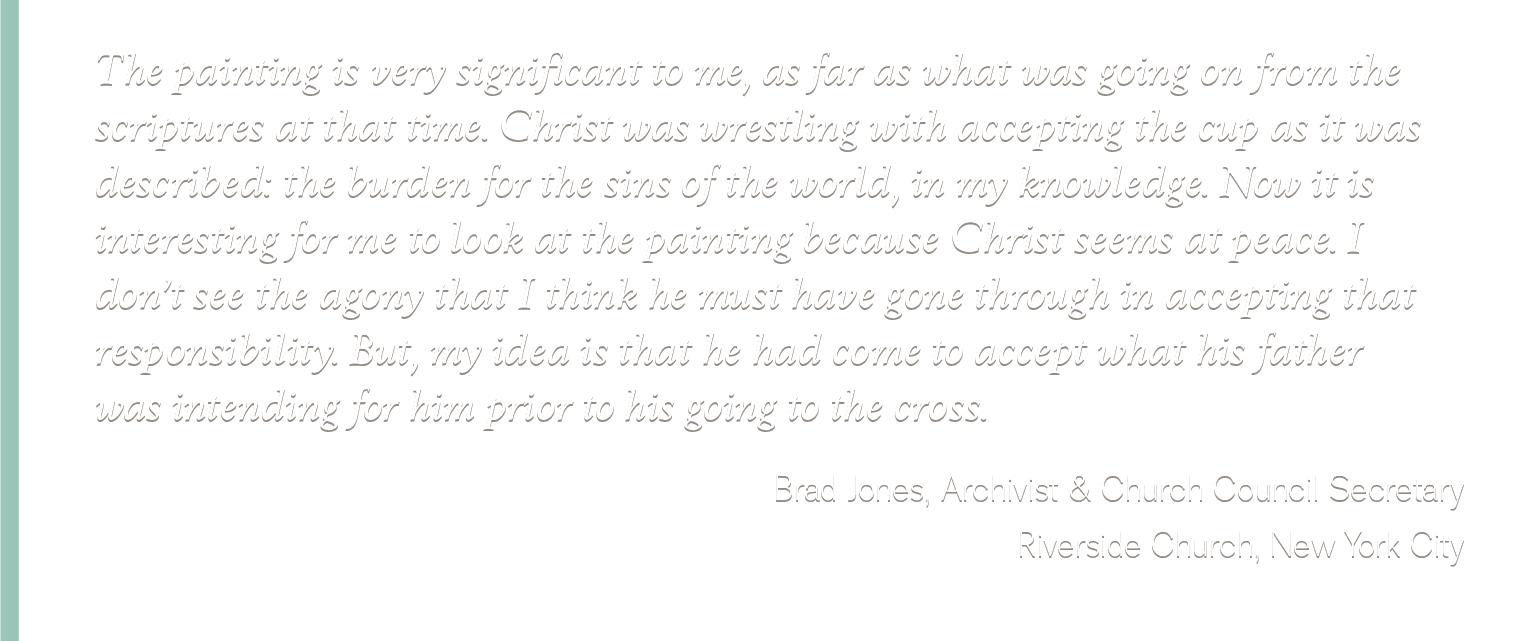 The painting is very significant to me, as far as what was going on from the
scriptures at that time. Christ was wrestling with accepting the cup as it was
described: the burden for the sins of the world, in my knowledge. Now it is
interesting for me to look at the painting because Christ seems at peace. I
don’t see the agony that I think he must have gone through in accepting that
responsibility. But, my idea is that he had come to accept what his father
was intending for him prior to his going to the cross.
Brad Jones, Archivist & Church Council Secretary
Riverside Church, New York City